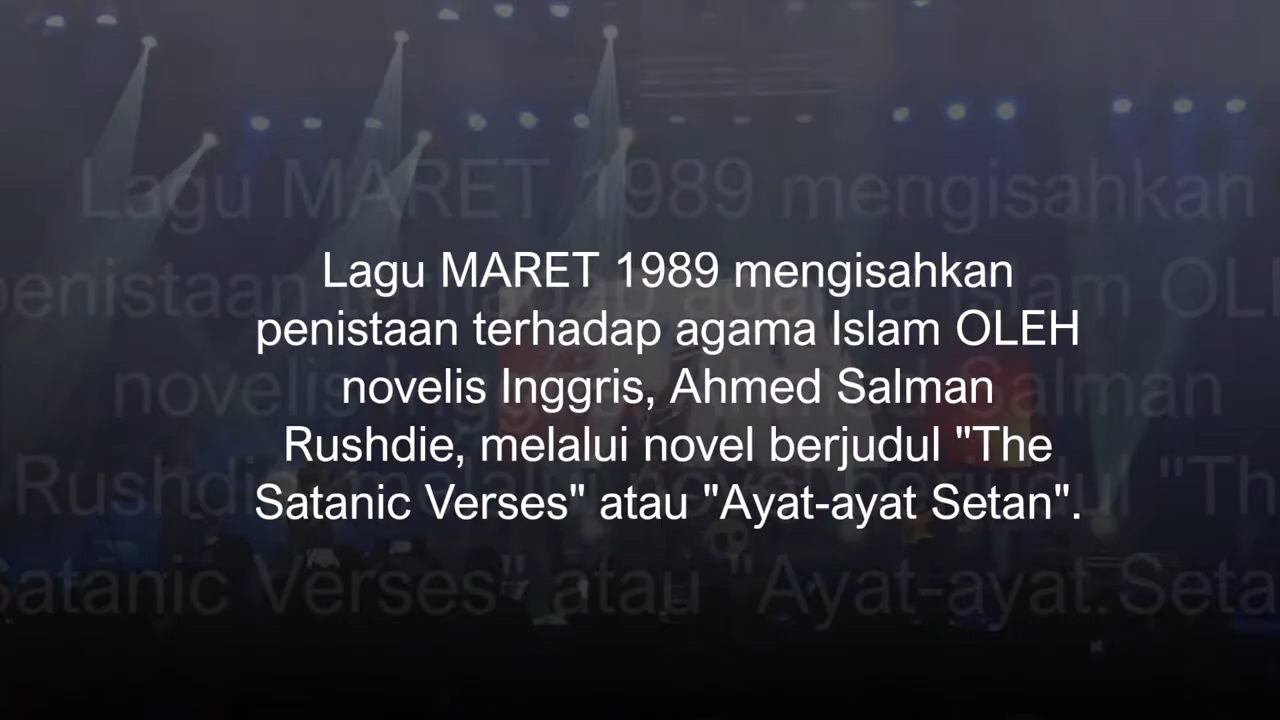 Lagu MARET 1989 mengisahkan
penistaan terhadap agama Islam OLEH
novelis Inggris, Ahmed Salman
Rushdie, melalui novel berjudul "The
Satanic Verses" atau "Ayat-ayat Setan".